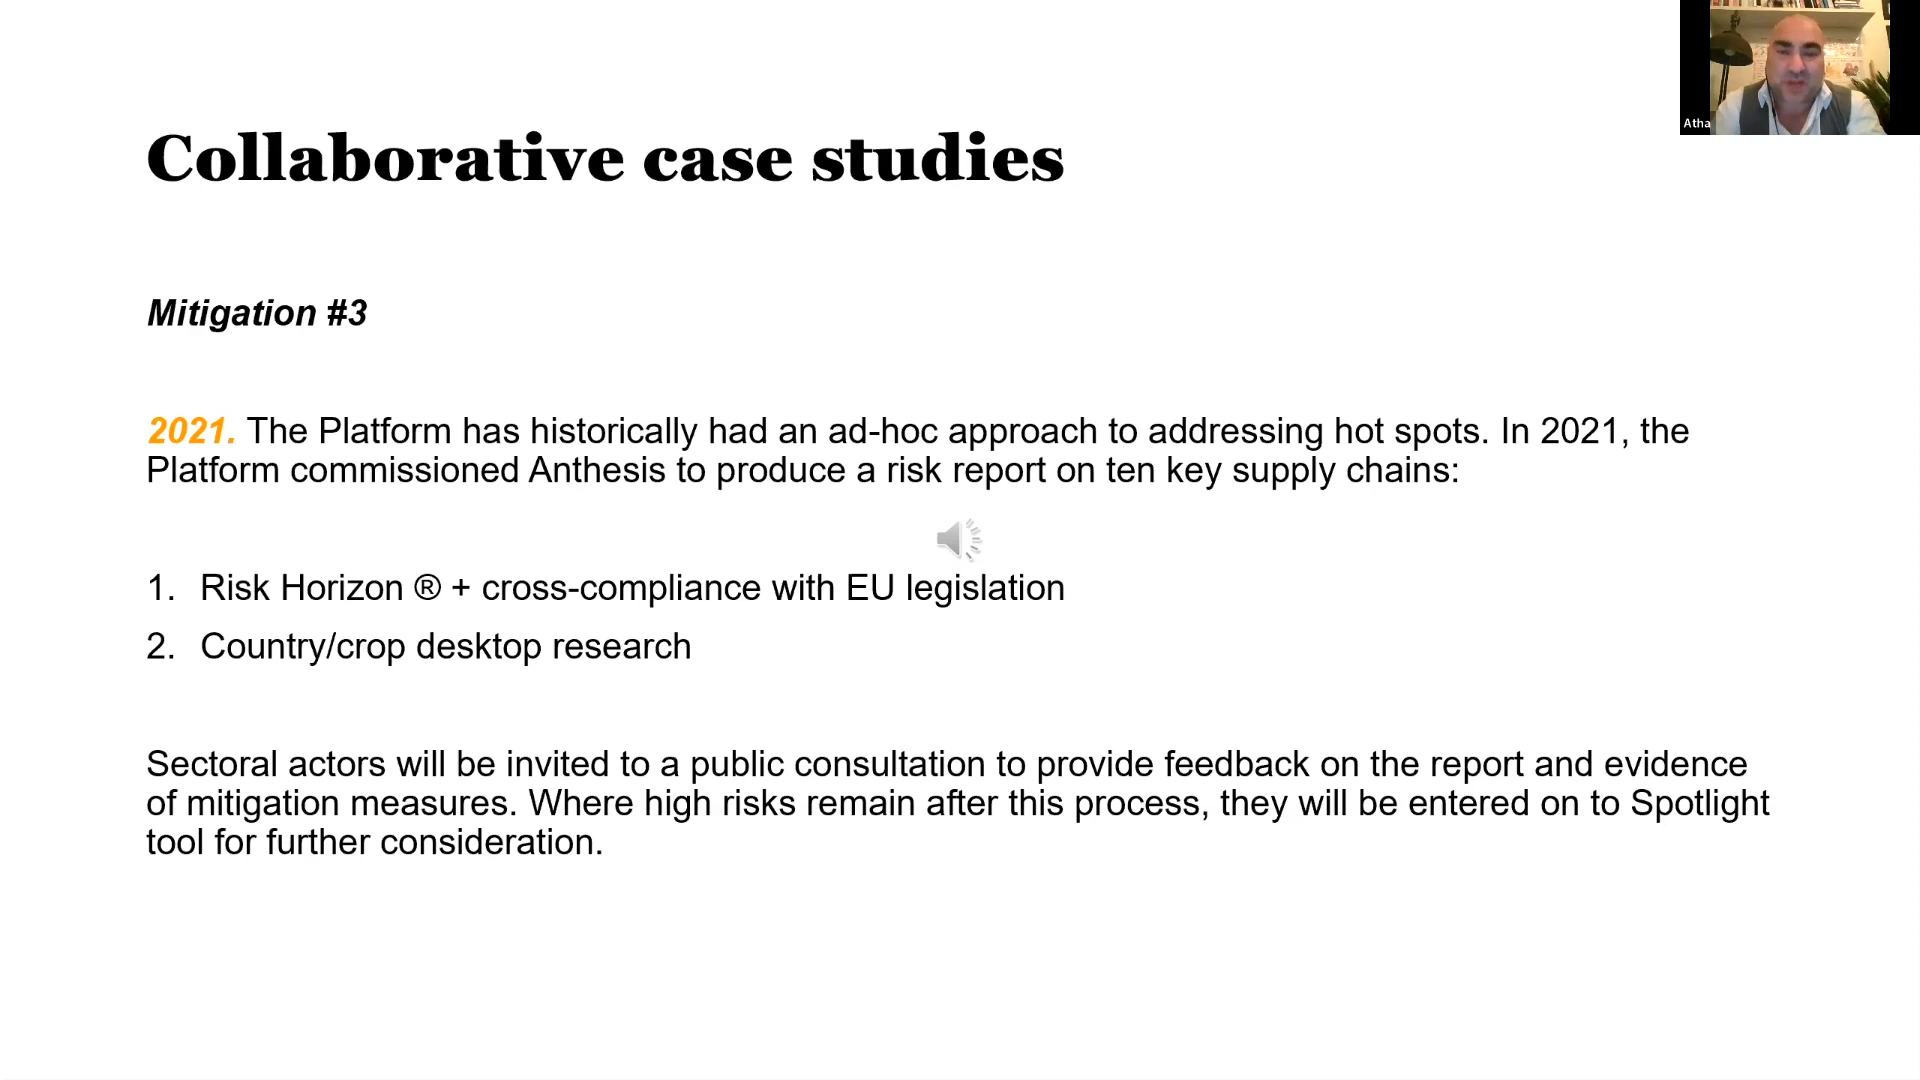 Atha
Collaborative case studies
Mitigation #3
2021. The Platform has historically had an ad-hoc approach to addressing hot spots. In 2021, the
Platform commissioned Anthesis to produce a risk report on ten key supply chains:
1. Risk Horizon ® + cross-compliance with EU legislation
2. Country/crop desktop research
Sectoral actors will be invited to a public consultation to provide feedback on the report and evidence
of mitigation measures. Where high risks remain after this process, they will be entered on to Spotlight
tool for further consideration.